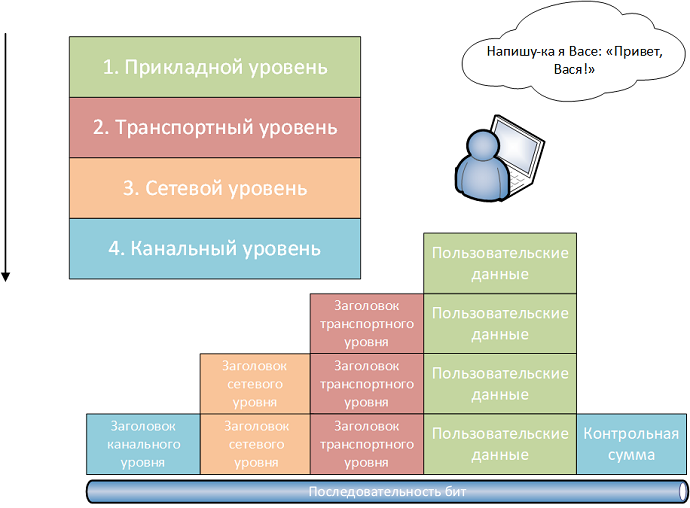 Напишу-ка я Васе: «Привет,
Вася!»
1. Прикладной уровень
2. Транспортный уровень
3. Сетевой уровень
4. Канальный уровень
Пользовательские
данные
Заголовок
транспортного
уровня
Пользовательские
данные
Заголовок
сетевого
уровня
Заголовок
транспортного
уровня
Пользовательские
данные
Заголовок
канального
уровня
Заголовок
сетевого
уровня
Заголовок
транспортного
уровня
Пользовательские
данные
Контрольная
сумма
Последовательность бит